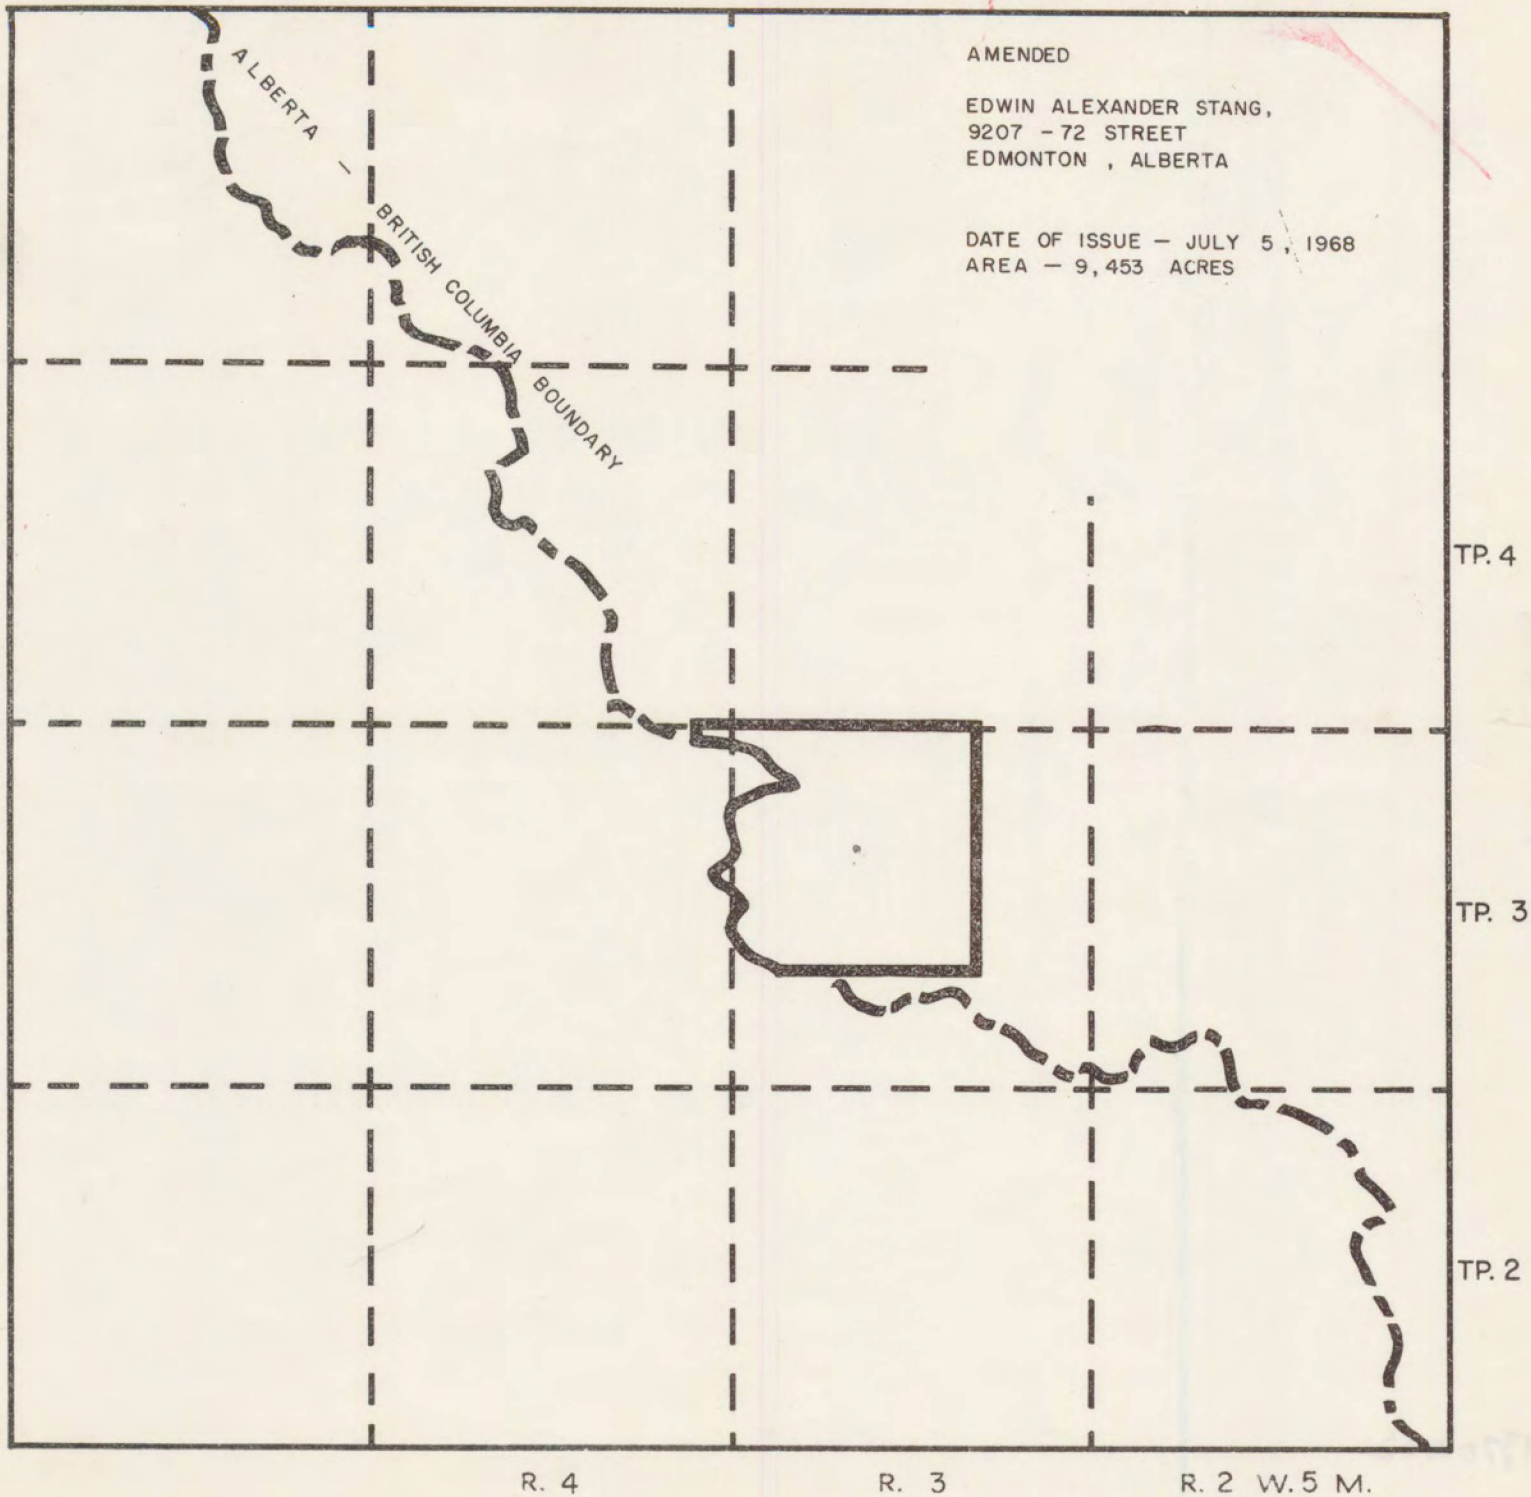 AMENDED
EDWIN ALEXANDER STANG,
9207 - 72 STREET
EDMONTON , ALBERTA
DATE OF ISSUE — JULY 5, 1968
AREA — 9,453 ACRES
ALBERTA — BRITISH COLUMBIA BOUNDARY
TP. 4
TP. 3
TP. 2
R. 4 R. 3 R. 2 W. 5 M.